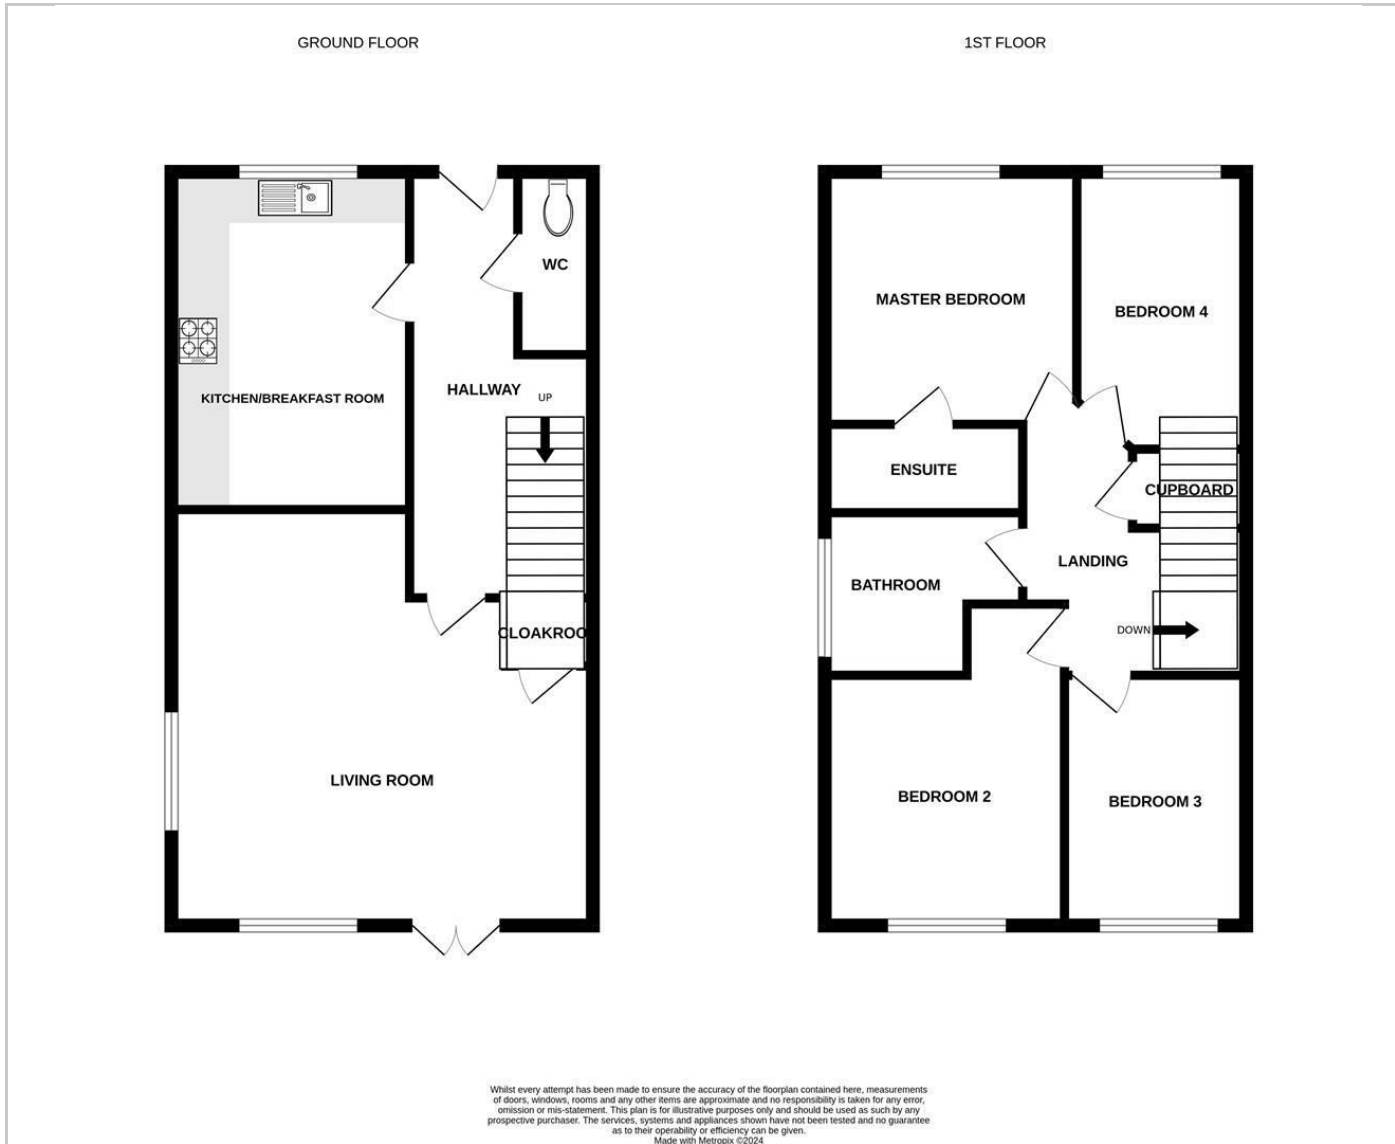 GROUND FLOOR
1ST FLOOR
WC
KITCHEN/BREAKFAST ROOM
HALLWAY
UP
CLOAKROO
LIVING ROOM
MASTER BEDROOM
BEDROOM 4
ENSUITE
CUPBOARD
LANDING
BATHROOM
DOWN
BEDROOM 2
BEDROOM 3
Whilst every attempt has been made to ensure the accuracy of the floorplan contained here, measurements
of doors, windows, rooms and any other items are approximate and no responsibility is taken for any error,
omission or mis-statement. This plan is for illustrative purposes only and should be used as such by any
prospective purchaser. The services, systems and appliances shown have not been tested and no guarantee
as to their operability or efficiency can be given.
Made with Metropix ©2024